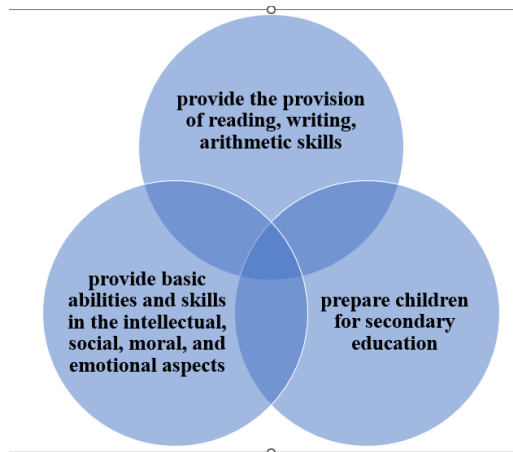 provide the provision
of reading, writing,
arithmetic skills
provide basic
abilities and skills
in the intellectual,
social, moral, and
emotional aspects
prepare children
for secondary
education